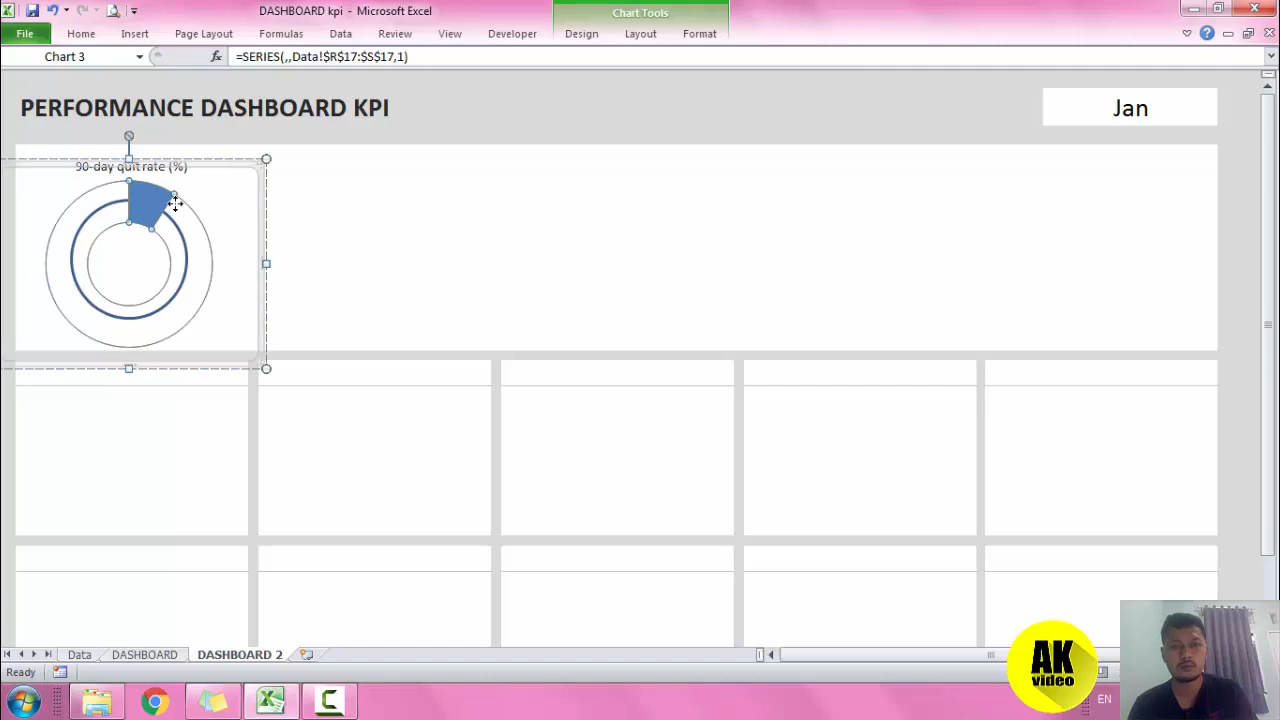 DASHBOARD kpi - Microsoft Excel
Chart Tools
File Home Insert Page Layout Formulas Data Review View Developer Design Layout Format
Chart 3 fx =SERIES(,,Data!$R$17:$S$17,1)
PERFORMANCE DASHBOARD KPI
Jan
90-day quit rate (%)
Data DASHBOARD DASHBOARD 2
Ready
AK
video
EN